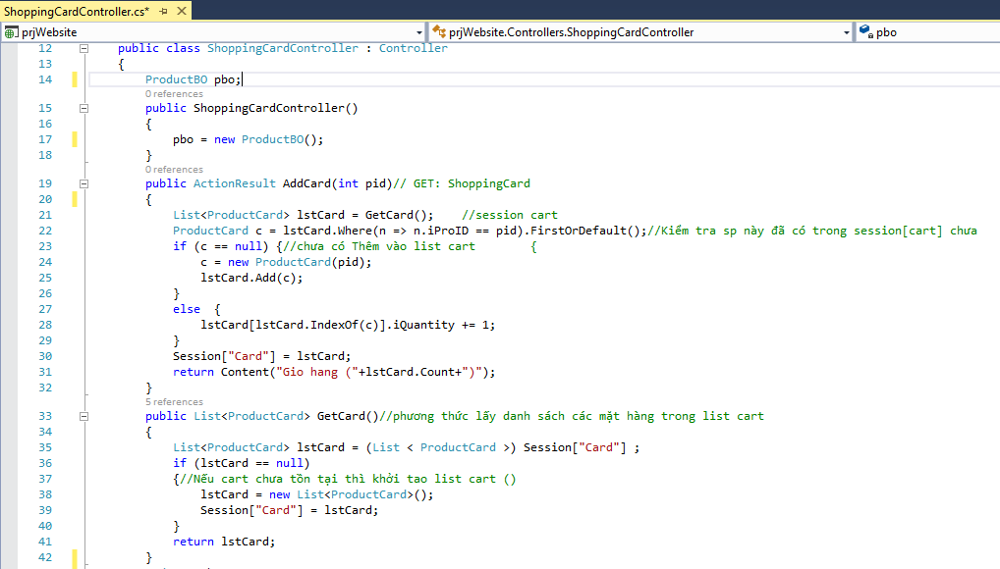 ShoppingCardController.cs*
prjWebsite prjWebsite.Controllers.ShoppingCardController pbo
12 public class ShoppingCardController : Controller
13 {
14 ProductBO pbo;
0 references
15 public ShoppingCardController()
16 {
17 pbo = new ProductBO();
18 }
0 references
19 public ActionResult AddCard(int pid)// GET: ShoppingCard
20 {
21 List<ProductCard> lstCard = GetCard(); //session cart
22 ProductCard c = lstCard.Where(n => n.iProID == pid).FirstOrDefault();//Kiểm tra sp này đã có trong session[cart] chưa
23 if (c == null) {//chưa có Thêm vào list cart {
24 c = new ProductCard(pid);
25 lstCard.Add(c);
26 }
27 else {
28 lstCard[lstCard.IndexOf(c)].iQuantity += 1;
29 }
30 Session["Card"] = lstCard;
31 return Content("Gio hang ("+lstCard.Count+")");
32 }
5 references
33 public List<ProductCard> GetCard()//phương thức lấy danh sách các mặt hàng trong list cart
34 {
35 List<ProductCard> lstCard = (List < ProductCard >) Session["Card"] ;
36 if (lstCard == null)
37 {//Nếu cart chưa tồn tại thì khởi tao list cart ()
38 lstCard = new List<ProductCard>();
39 Session["Card"] = lstCard;
40 }
41 return lstCard;
42 }